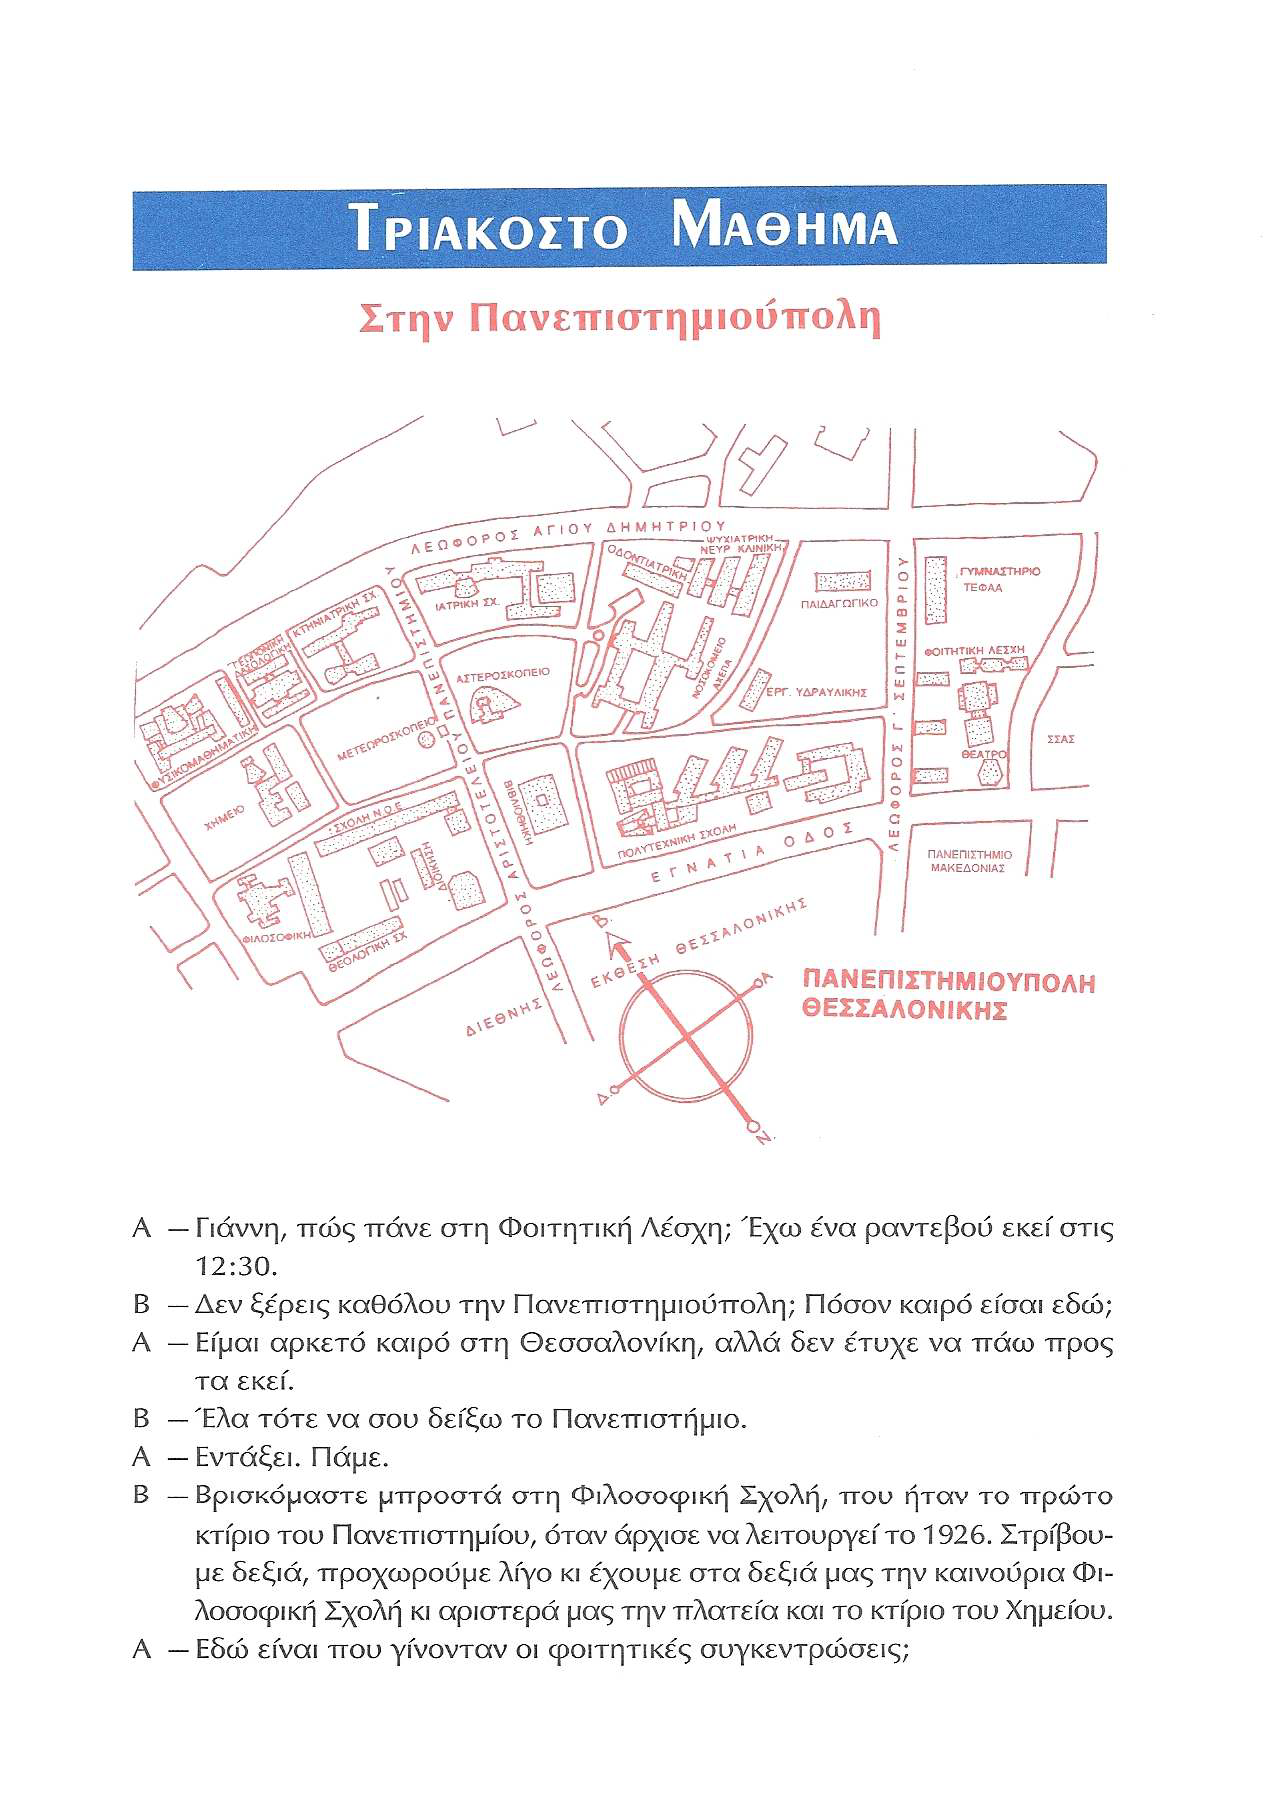 ΤΡΙΑΚΟΣΤΟ ΜΑΘΗΜΑ
Στην Πανεπιστημιούπολη
ΛΕΩΦΟΡΟΣ ΑΓΙΟΥ ΔΗΜΗΤΡΙΟΥ
ΨΥΧΙΑΤΡΙΚΗ
ΝΕΥΡ ΚΛΙΝΙΚΗ
ΟΔΟΝΤΙΑΤΡΙΚΗ
ΙΑΤΡΙΚΗ ΣΧ.
ΚΤΗΝΙΑΤΡΙΚΗ ΣΧ.
ΓΕΩΠΟΝΙΚΗ
ΔΑΣΟΛΟΓΙΚΗ
ΦΥΣΙΚΟΜΑΘΗΜΑΤΙΚΗ
ΠΑΙΔΑΓΩΓΙΚΟ
ΓΥΜΝΑΣΤΗΡΙΟ
ΤΕΦΑΑ
ΦΟΙΤΗΤΙΚΗ ΛΕΣΧΗ
ΝΟΣΟΚΟΜΕΙΟ
ΑΧΕΠΑ
ΑΣΤΕΡΟΣΚΟΠΕΙΟ
ΕΡΓ. ΥΔΡΑΥΛΙΚΗΣ
ΜΕΤΕΩΡΟΣΚΟΠΕΙΟ
ΛΕΩΦΟΡΟΣ ΑΡΙΣΤΟΤΕΛΕΙΟΥ ΠΑΝΕΠΙΣΤΗΜΙΟΥ
ΛΕΩΦΟΡΟΣ Γ΄ ΣΕΠΤΕΜΒΡΙΟΥ
ΣΣΑΣ
ΘΕΑΤΡΟ
ΧΗΜΕΙΟ
ΣΧΟΛΗ Ν.Ο.Ε.
ΒΙΒΛΙΟΘΗΚΗ
ΔΙΟΙΚΗΣΗ
ΠΟΛΥΤΕΧΝΙΚΗ ΣΧΟΛΗ
ΕΓΝΑΤΙΑ ΟΔΟΣ
ΠΑΝΕΠΙΣΤΗΜΙΟ
ΜΑΚΕΔΟΝΙΑΣ
ΦΙΛΟΣΟΦΙΚΗ
ΘΕΟΛΟΓΙΚΗ ΣΧ.
ΔΙΕΘΝΗΣ ΕΚΘΕΣΗ ΘΕΣΣΑΛΟΝΙΚΗΣ
Β.
Α.
Δ.
Ν.
ΠΑΝΕΠΙΣΤΗΜΙΟΥΠΟΛΗ
ΘΕΣΣΑΛΟΝΙΚΗΣ
Α – Γιάννη, πώς πάνε στη Φοιτητική Λέσχη; Έχω ένα ραντεβού εκεί στις
12:30.
Β – Δεν ξέρεις καθόλου την Πανεπιστημιούπολη; Πόσον καιρό είσαι εδώ;
Α – Είμαι αρκετό καιρό στη Θεσσαλονίκη, αλλά δεν έτυχε να πάω προς
τα εκεί.
Β – Έλα τότε να σου δείξω το Πανεπιστήμιο.
Α – Εντάξει. Πάμε.
Β – Βρισκόμαστε μπροστά στη Φιλοσοφική Σχολή, που ήταν το πρώτο
κτίριο του Πανεπιστημίου, όταν άρχισε να λειτουργεί το 1926. Στρίβου-
με δεξιά, προχωρούμε λίγο κι έχουμε στα δεξιά μας την καινούρια Φι-
λοσοφική Σχολή κι αριστερά μας την πλατεία και το κτίριο του Χημείου.
Α – Εδώ είναι που γίνονταν οι φοιτητικές συγκεντρώσεις;